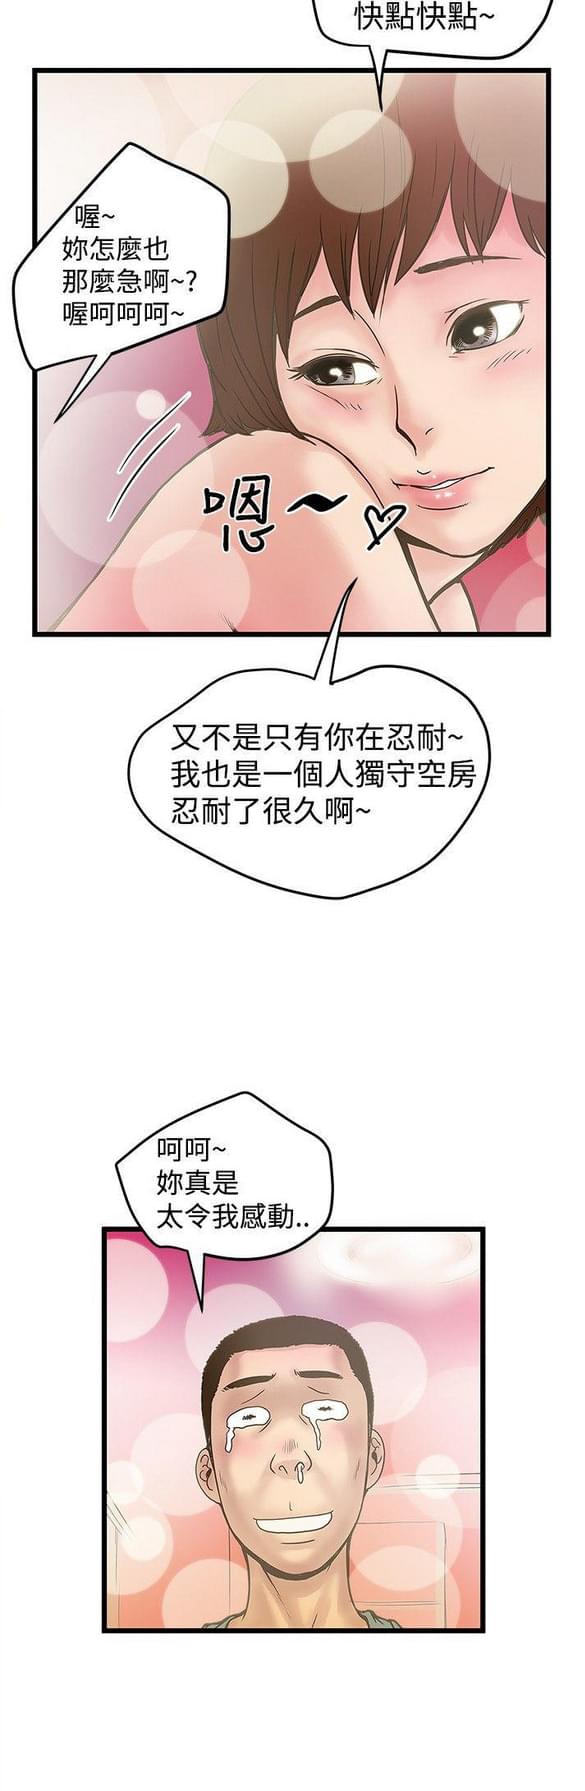 快點快點~
喔~
妳怎麼也
那麼急啊~?
喔呵呵呵~
嗯~♡
又不是只有你在忍耐~
我也是一個人獨守空房
忍耐了很久啊~
呵呵~
妳真是
太令我感動..